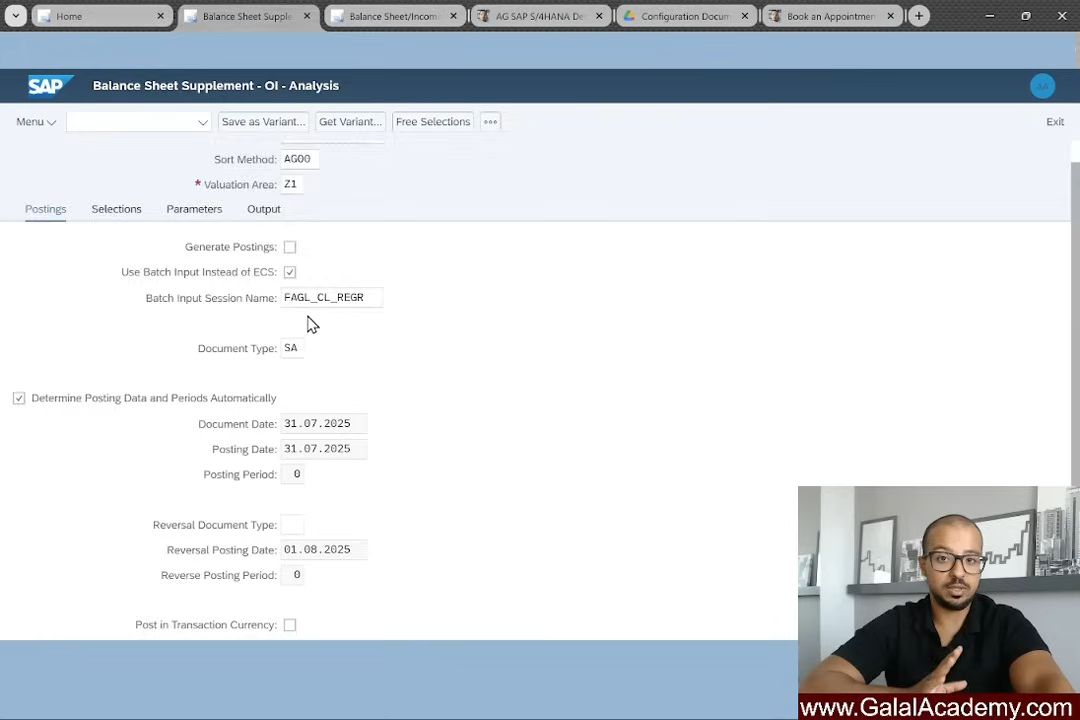 Home
Balance Sheet Supple
Balance Sheet/Incom
AG SAP S/4HANA De
Configuration Docum
Book an Appointmen
SAP
Balance Sheet Supplement - OI - Analysis
Menu
Save as Variant...
Get Variant...
Free Selections
Exit
Sort Method: AG00
* Valuation Area: Z1
Postings Selections Parameters Output
Generate Postings:
Use Batch Input Instead of ECS:
Batch Input Session Name: FAGL_CL_REGR
Document Type: SA
Determine Posting Data and Periods Automatically
Document Date: 31.07.2025
Posting Date: 31.07.2025
Posting Period: 0
Reversal Document Type:
Reversal Posting Date: 01.08.2025
Reverse Posting Period: 0
Post in Transaction Currency:
www.GalalAcademy.com